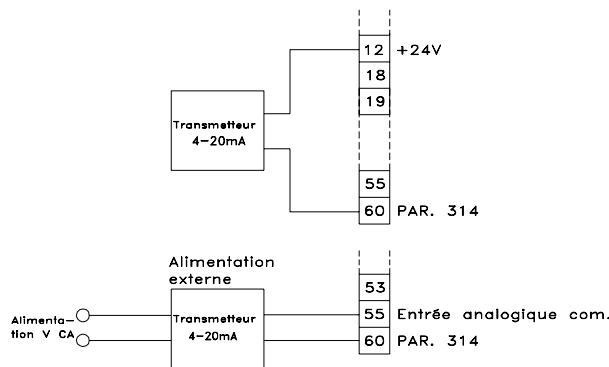 12 +24V
18
19
Transmetteur
4-20mA
55
60 PAR. 314
Alimentation
externe
53
Alimenta-
tion V CA
Transmetteur
4-20mA
55 Entrée analogique com.
60 PAR. 314